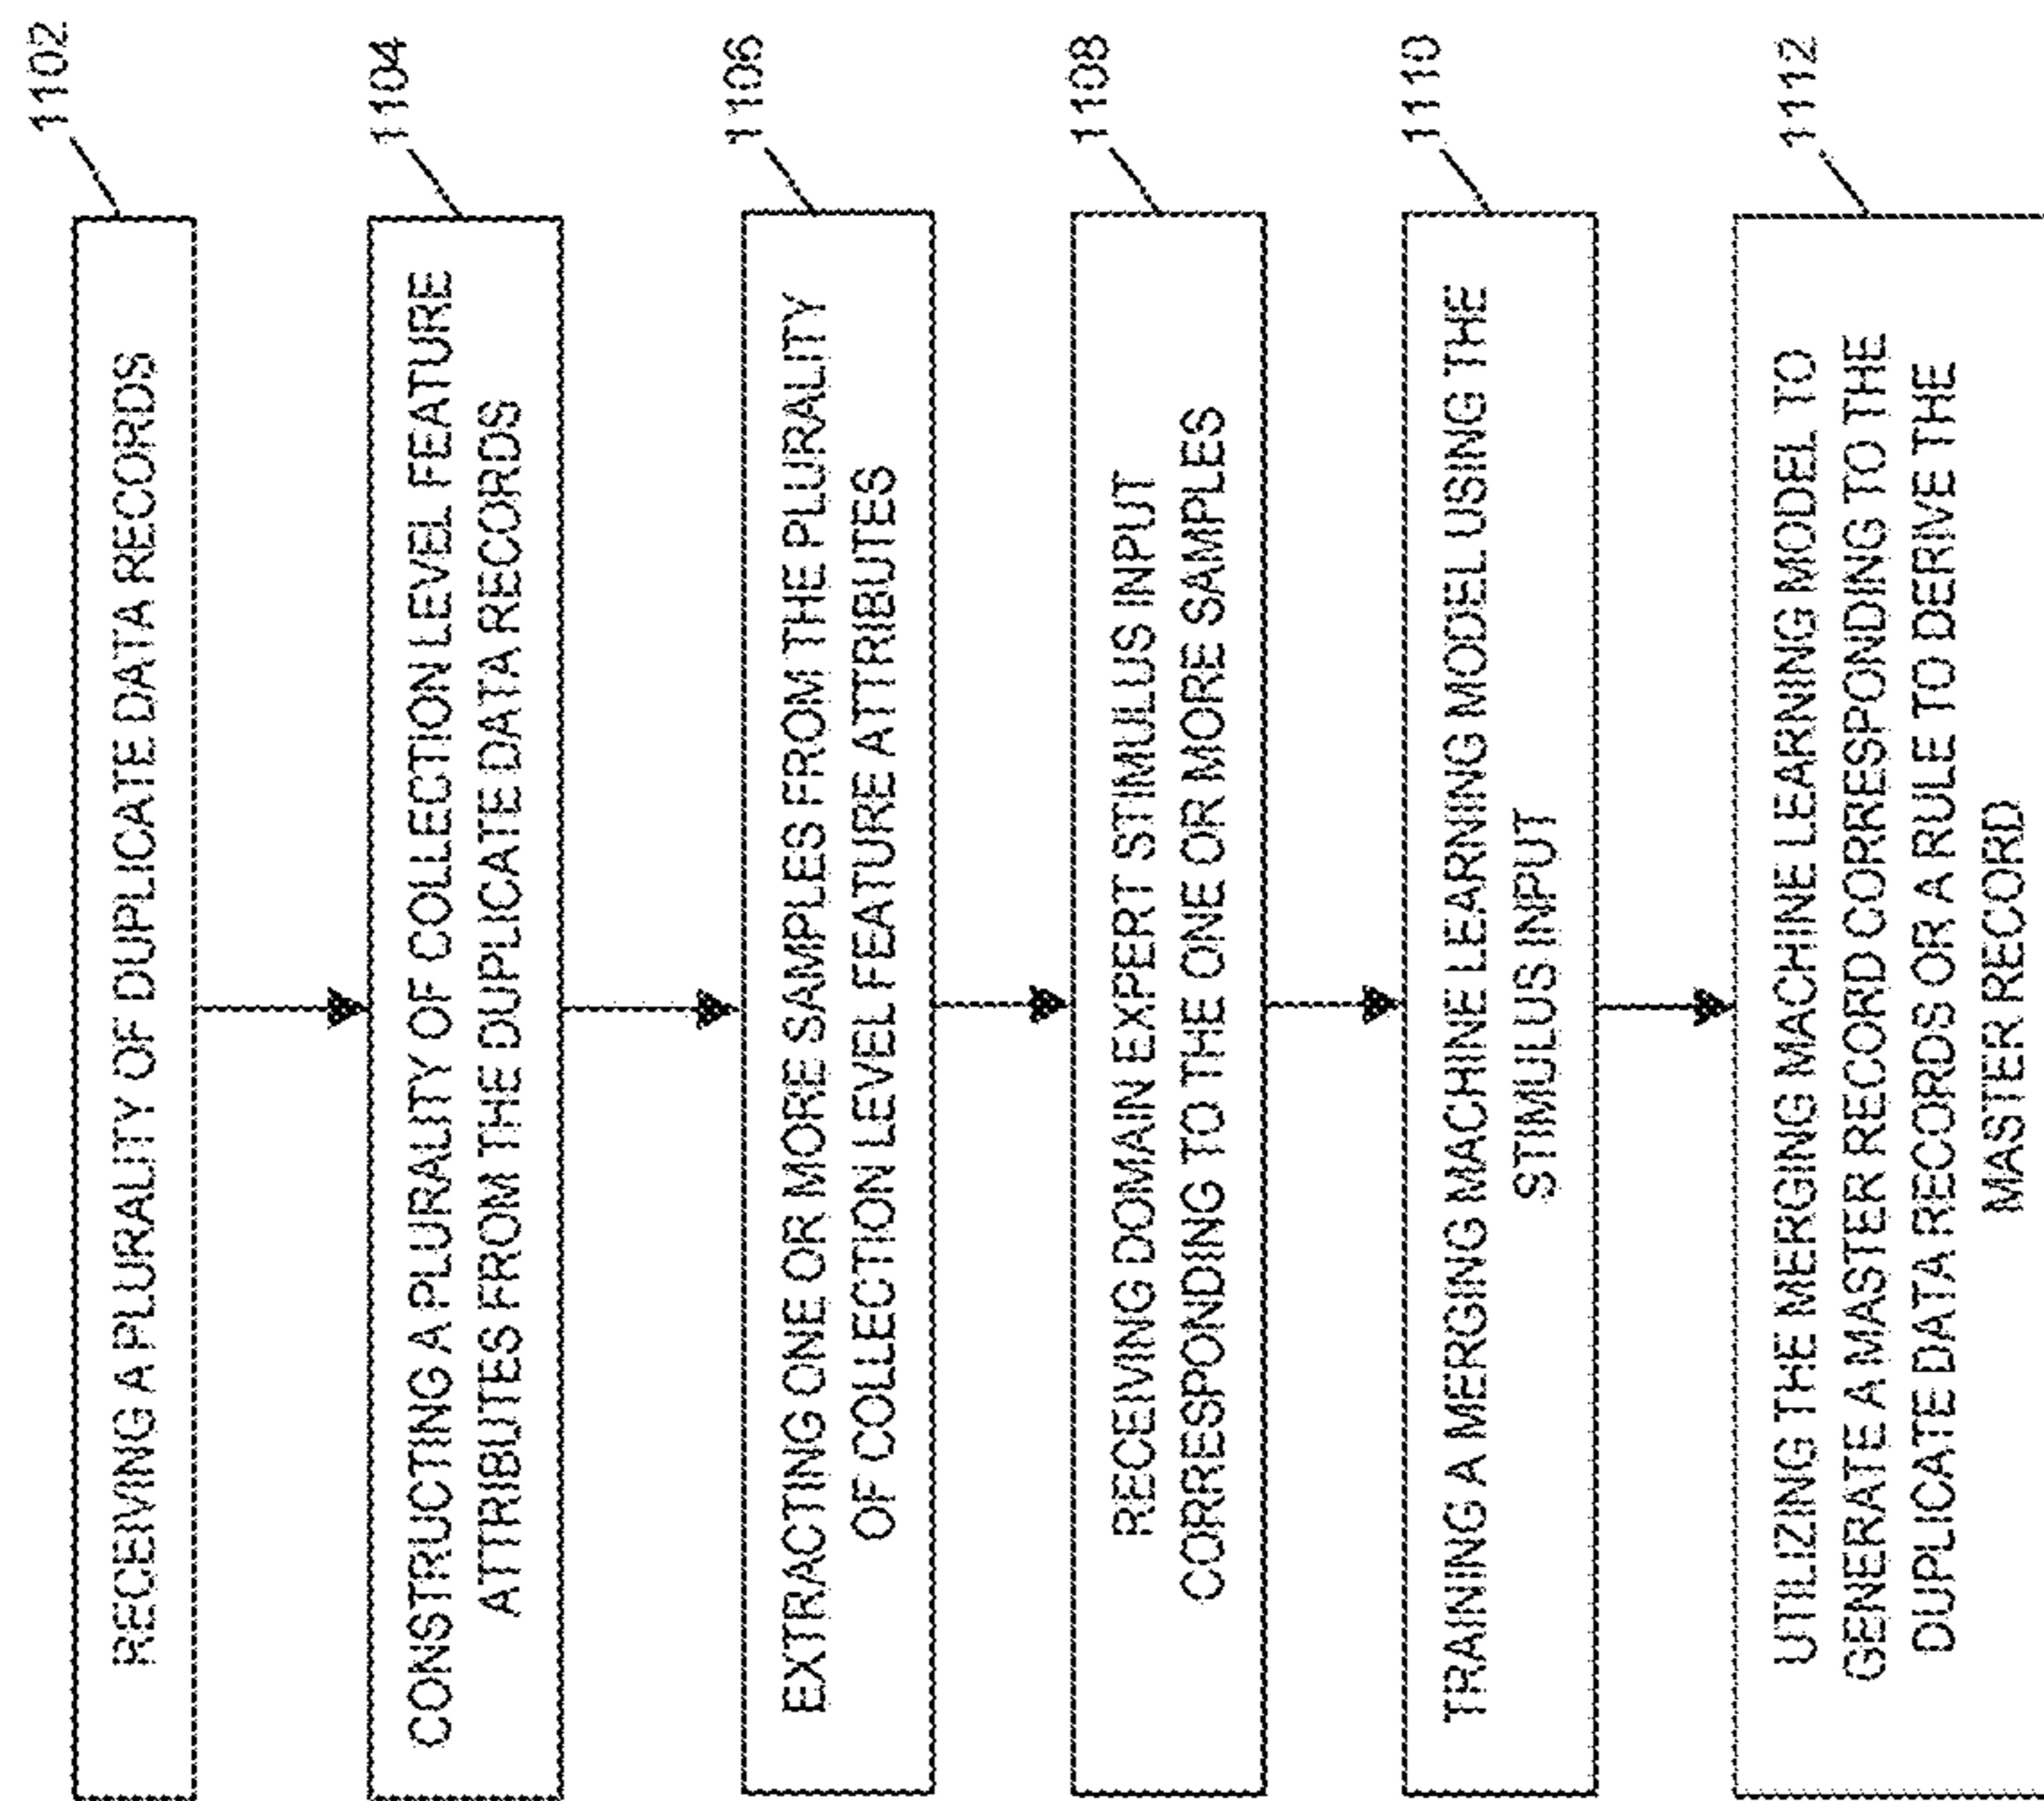 1102
RECEIVING A PLURALITY OF DUPLICATE DATA RECORDS
1104
CONSTRUCTING A PLURALITY OF COLLECTION LEVEL FEATURE
ATTRIBUTES FROM THE DUPLICATE DATA RECORDS
1106
EXTRACTING ONE OR MORE SAMPLES FROM THE PLURALITY
OF COLLECTION LEVEL FEATURE ATTRIBUTES
1108
RECEIVING DOMAIN EXPERT STIMULUS INPUT
CORRESPONDING TO THE ONE OR MORE SAMPLES
1110
TRAINING A MERGING MACHINE LEARNING MODEL USING THE
STIMULUS INPUT
1112
UTILIZING THE MERGING MACHINE LEARNING MODEL TO
GENERATE A MASTER RECORD CORRESPONDING TO THE
DUPLICATE DATA RECORDS OR A RULE TO DERIVE THE
MASTER RECORD